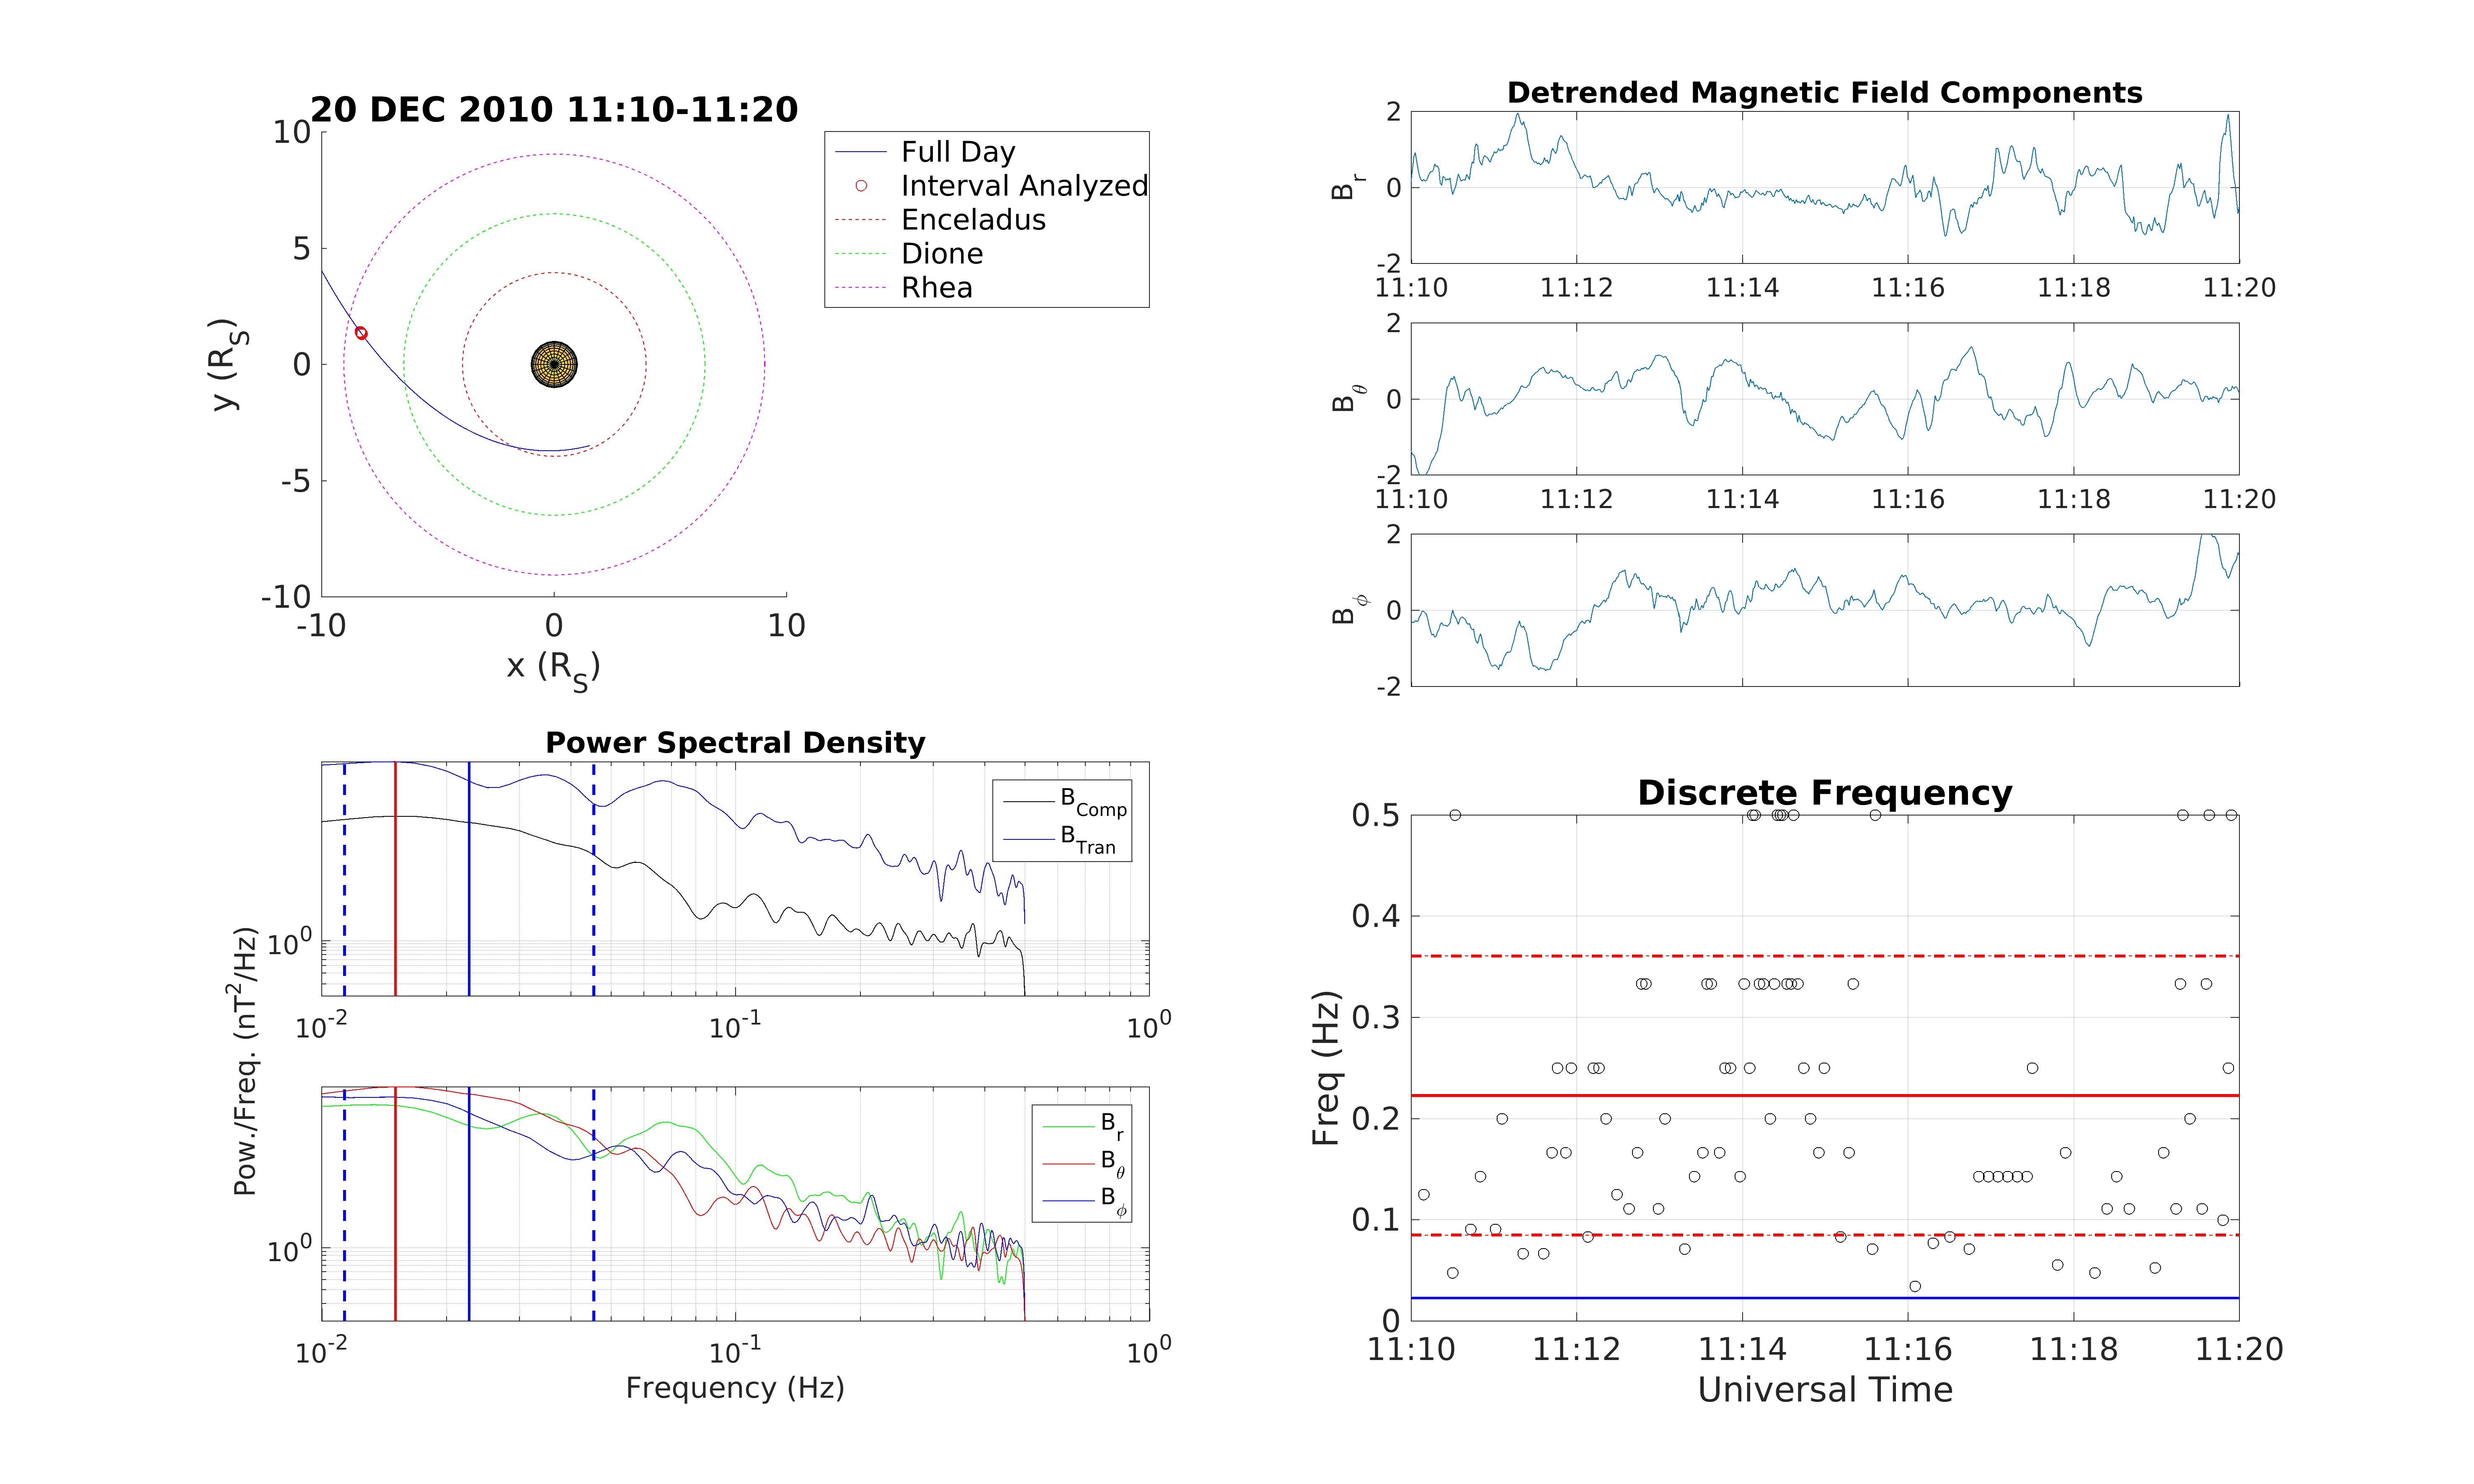 20 DEC 2010 11:10-11:20
10
5
0
-5
-10
-10
0
10
y (R_S)
x (R_S)
Full Day
Interval Analyzed
Enceladus
Dione
Rhea
Detrended Magnetic Field Components
2
0
-2
B_r
11:10 11:12 11:14 11:16 11:18 11:20
2
0
-2
B_θ
11:10 11:12 11:14 11:16 11:18 11:20
2
0
-2
B_ϕ
Power Spectral Density
B_Comp
B_Tran
10^0
10^-2 10^-1 10^0
Pow./Freq. (nT^2/Hz)
B_r
B_θ
B_ϕ
10^0
10^-2 10^-1 10^0
Frequency (Hz)
Discrete Frequency
0.5
0.4
0.3
0.2
0.1
0
Freq (Hz)
11:10 11:12 11:14 11:16 11:18 11:20
Universal Time